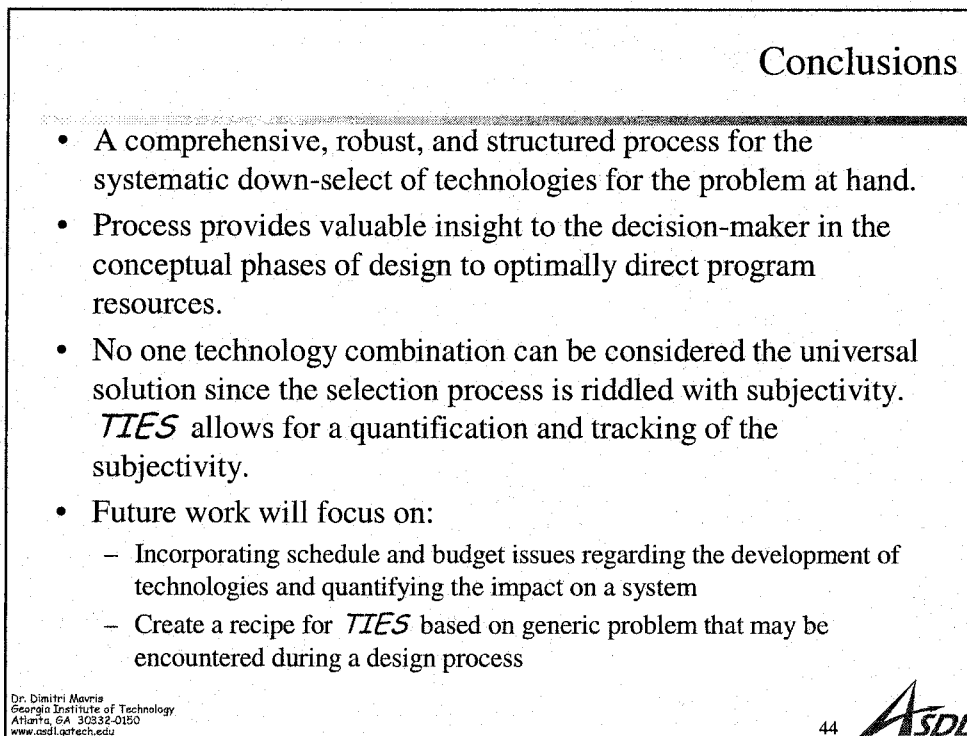 Conclusions
• A comprehensive, robust, and structured process for the
systematic down-select of technologies for the problem at hand.
• Process provides valuable insight to the decision-maker in the
conceptual phases of design to optimally direct program
resources.
• No one technology combination can be considered the universal
solution since the selection process is riddled with subjectivity.
TIES allows for a quantification and tracking of the
subjectivity.
• Future work will focus on:
– Incorporating schedule and budget issues regarding the development of
technologies and quantifying the impact on a system
– Create a recipe for TIES based on generic problem that may be
encountered during a design process
Dr. Dimitri Mavris
Georgia Institute of Technology
Atlanta, GA 30332-0150
www.asdl.gatech.edu
44
ASDL